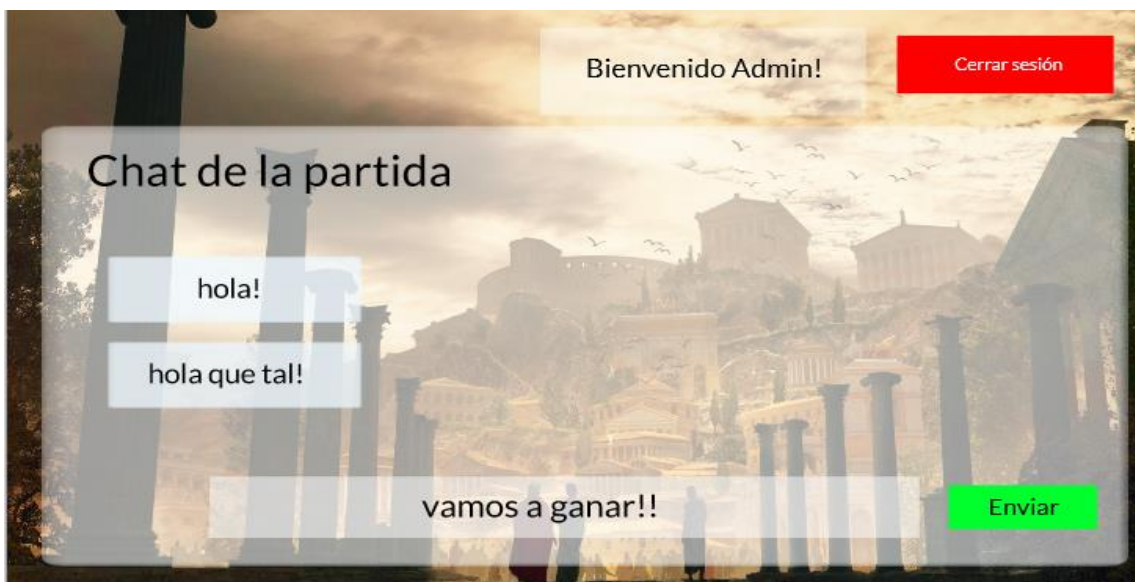 Bienvenido Admin!
Cerrar sesión
Chat de la partida
hola!
hola que tal!
vamos a ganar!!
Enviar